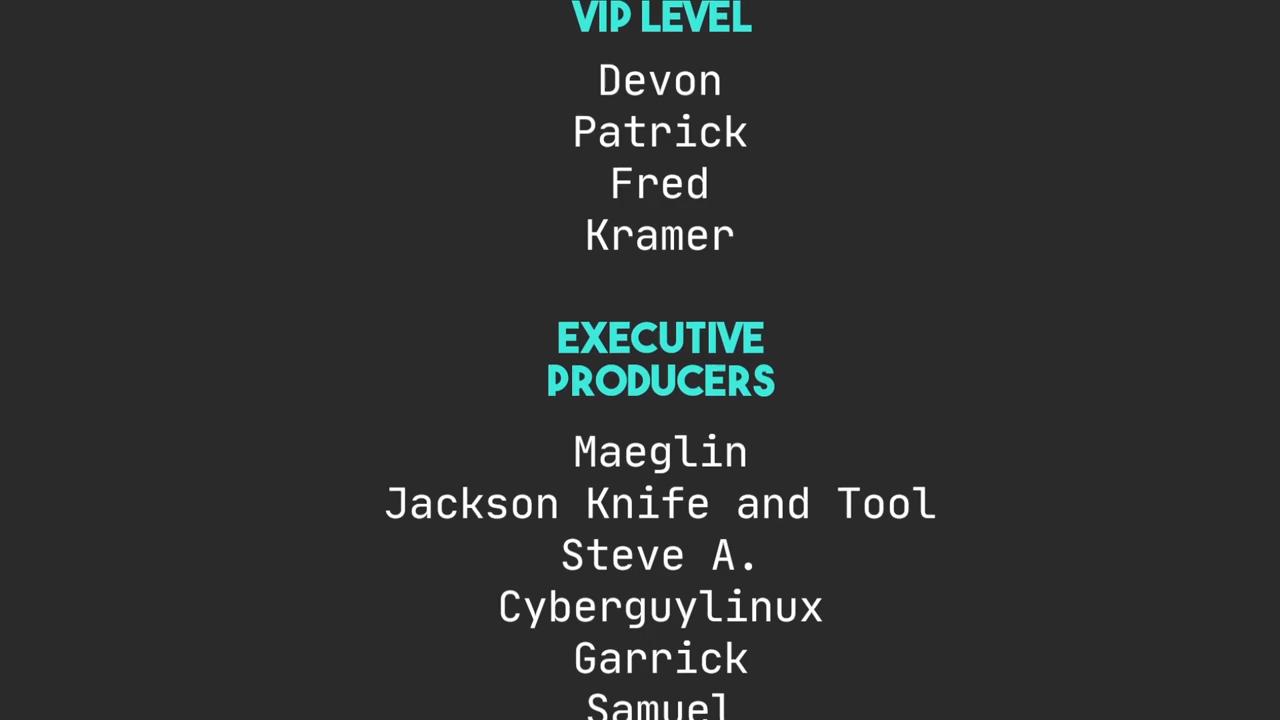 VIP LEVEL
Devon
Patrick
Fred
Kramer
EXECUTIVE
PRODUCERS
Maeglin
Jackson Knife and Tool
Steve A.
Cyberguylinux
Garrick
Samuel